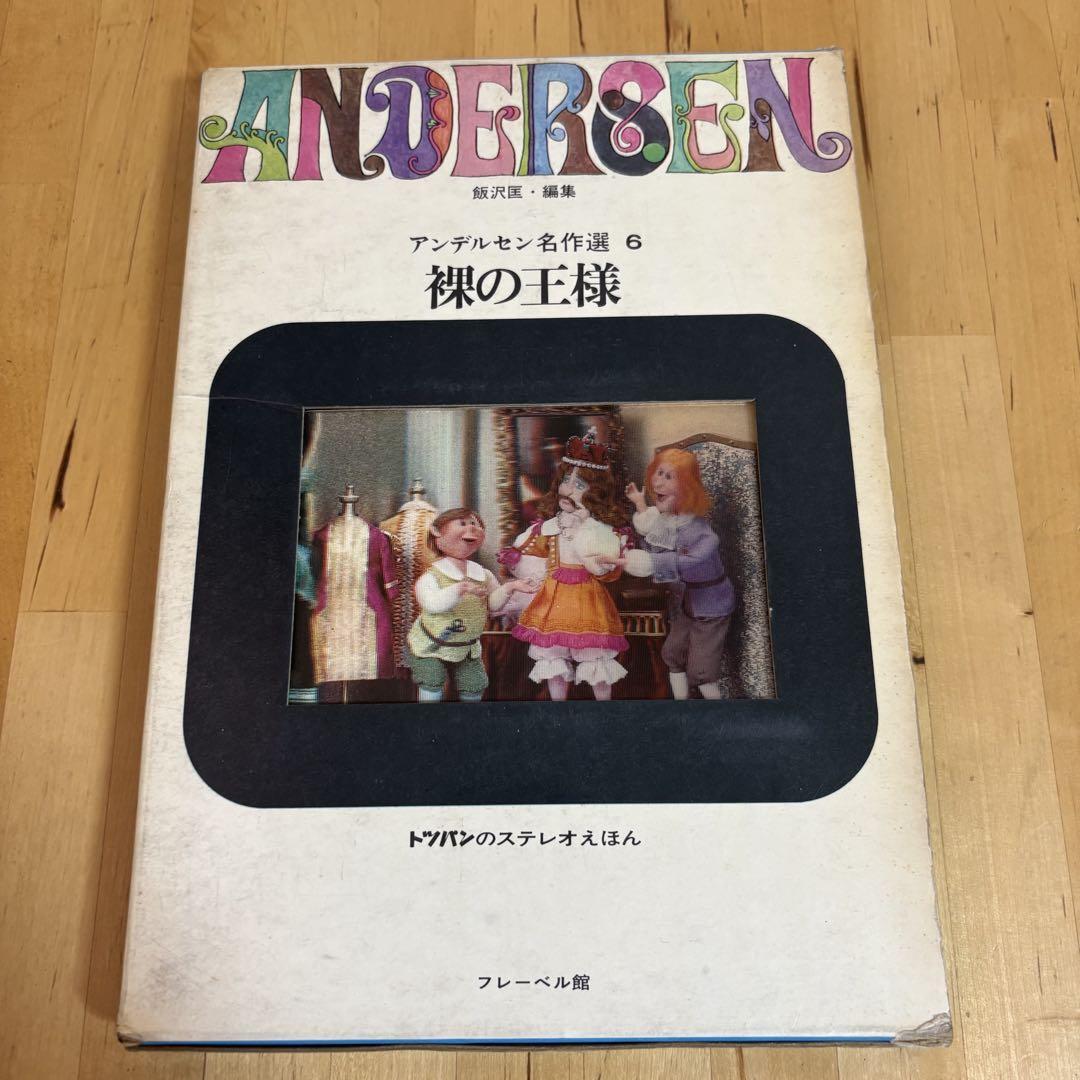 ANDERSEN
飯沢匡・編集
アンデルセン名作選 6
裸の王様
トッパンのステレオえほん
フレーベル館